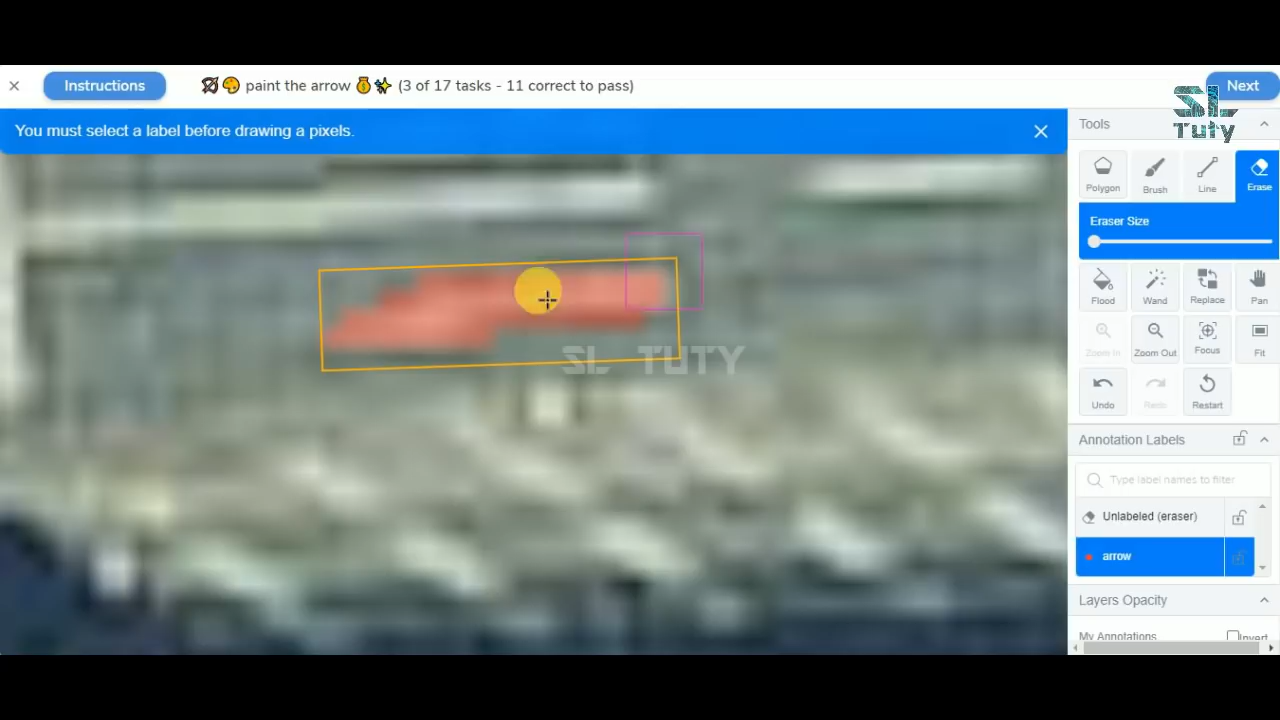 Instructions
paint the arrow (3 of 17 tasks - 11 correct to pass)
Next
SL
Tuty
You must select a label before drawing a pixels.
Tools
Polygon Brush Line Erase
Eraser Size
Flood Wand Replace Pan
Zoom In Zoom Out Focus Fit
Undo Redo Restart
SL TUTY
Annotation Labels
Type label names to filter
Unlabeled (eraser)
arrow
Layers Opacity
My Annotations Invert